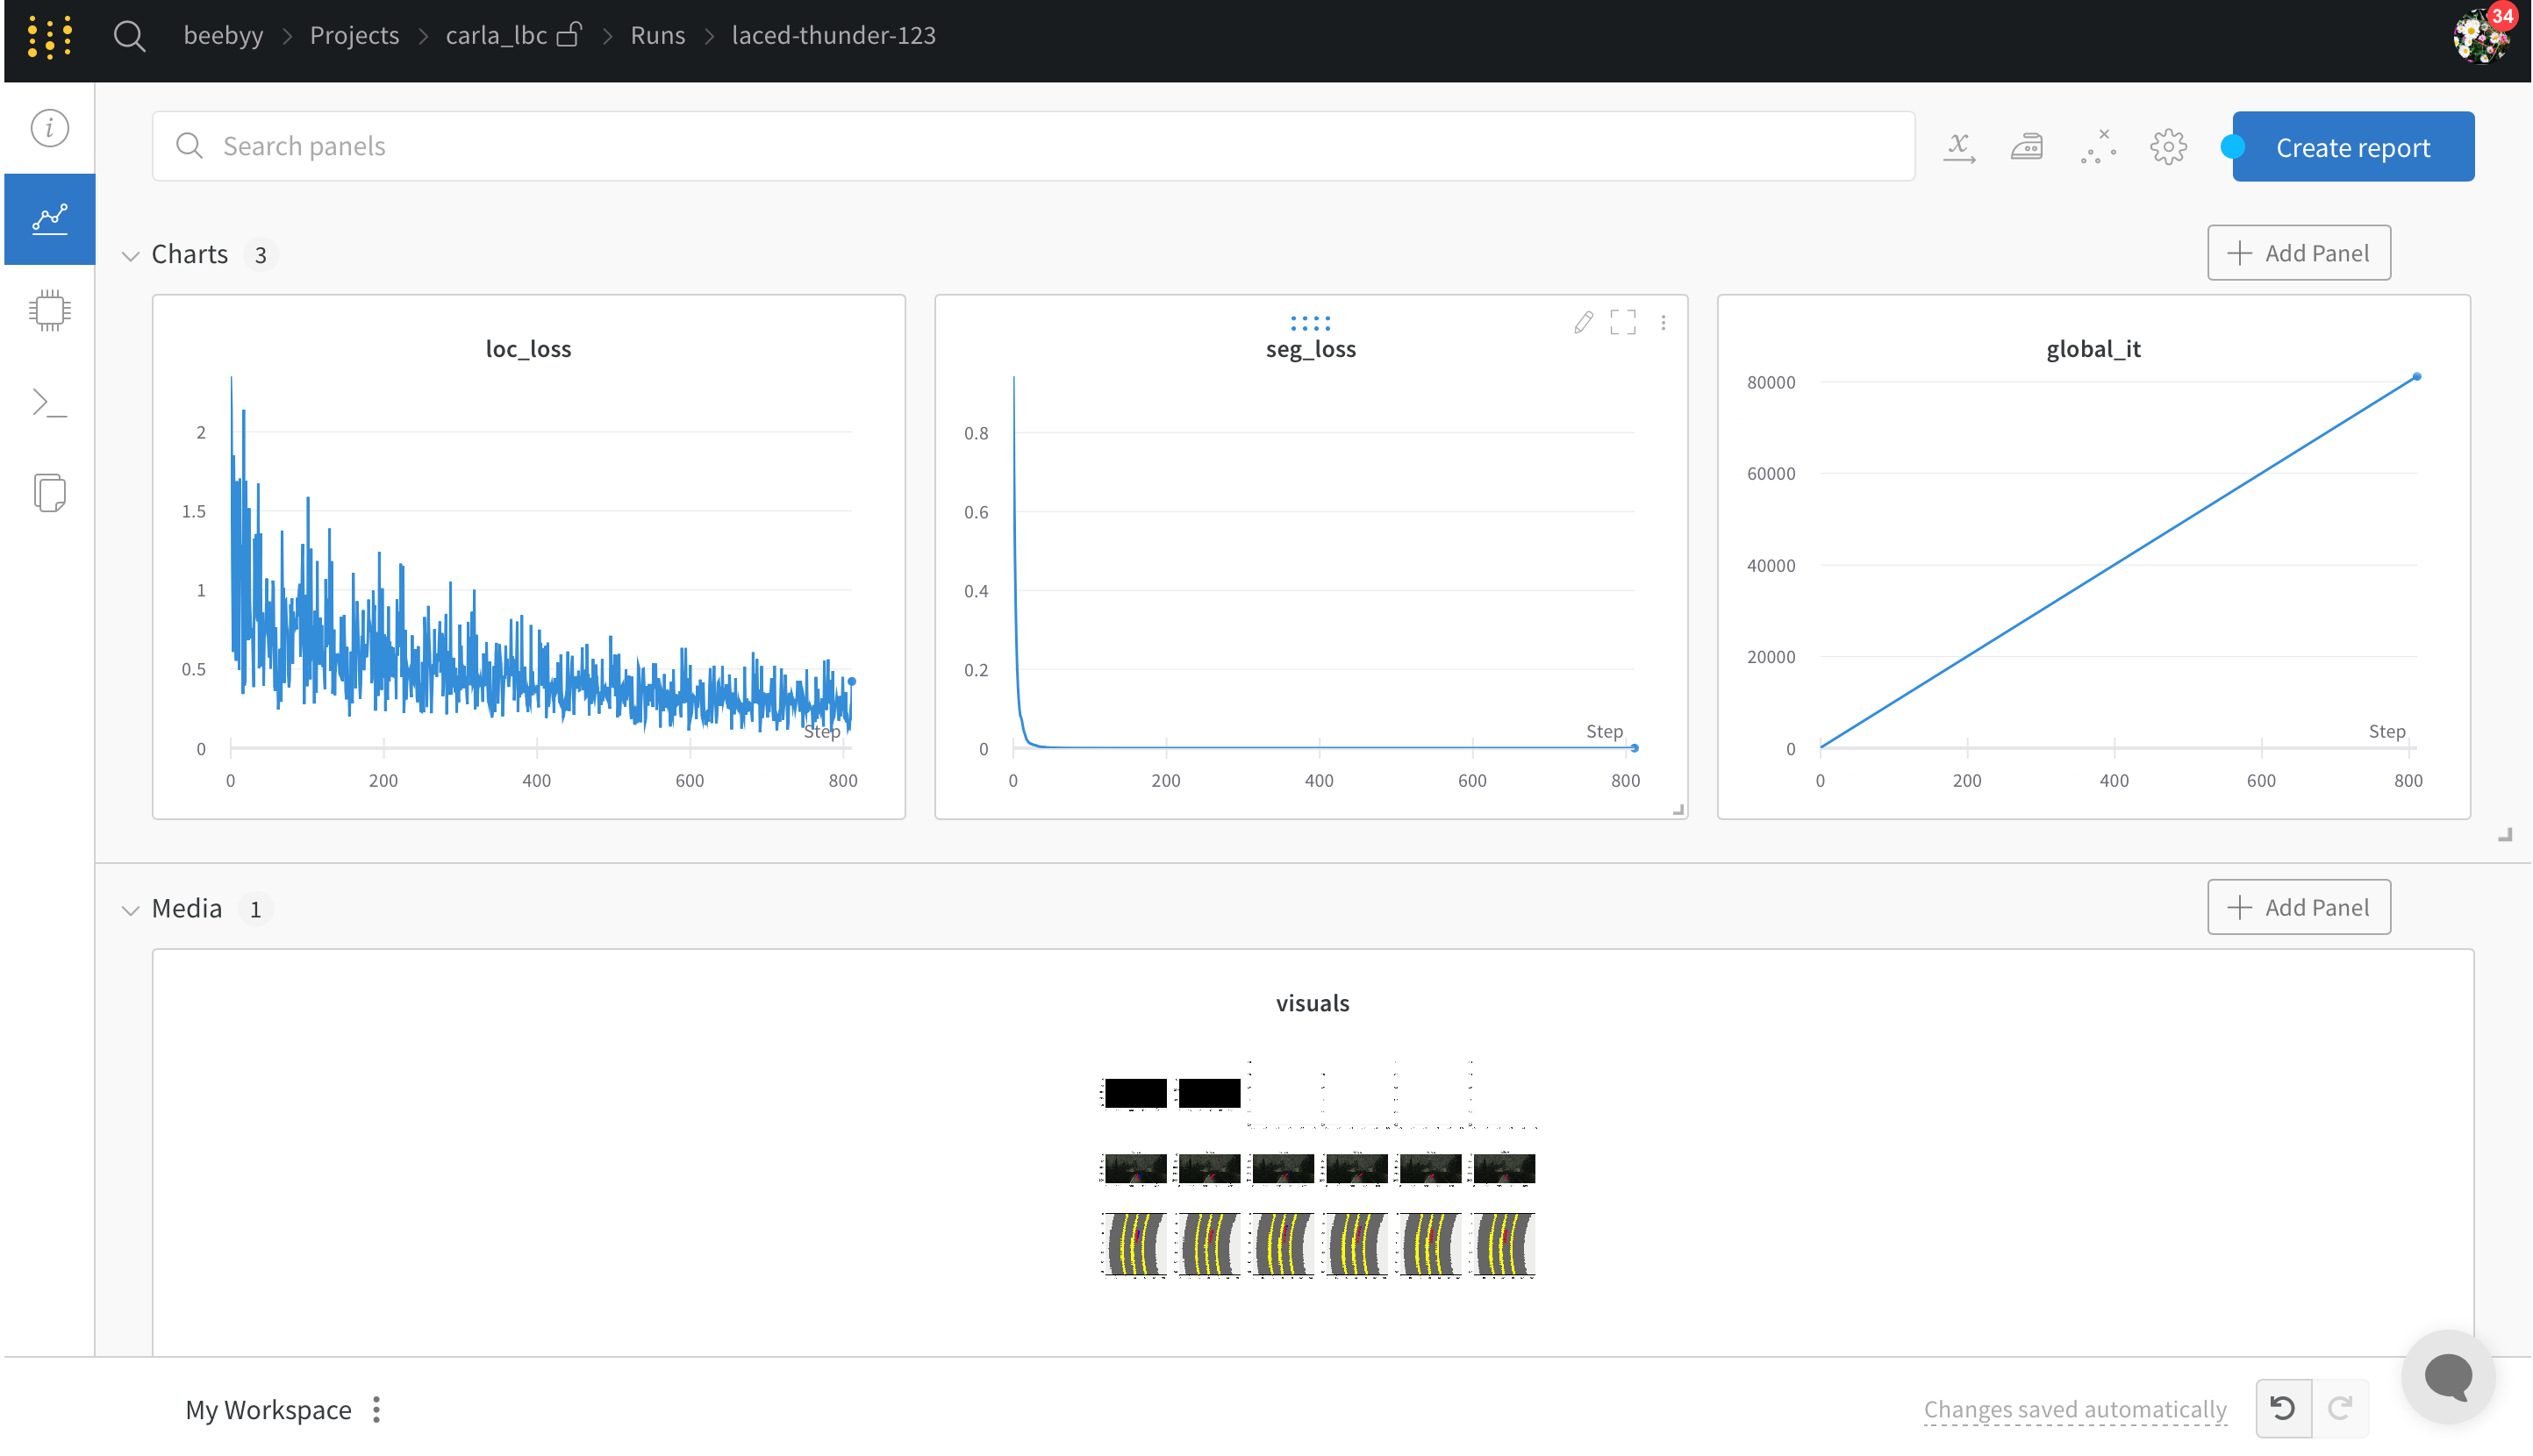 beebyy > Projects > carla_lbc > Runs > laced-thunder-123
34
Search panels
x
Create report
Charts 3
Add Panel
loc_loss
2
1.5
1
0.5
0
Step
0 200 400 600 800
seg_loss
0.8
0.6
0.4
0.2
0
Step
0 200 400 600 800
global_it
80000
60000
40000
20000
0
Step
0 200 400 600 800
Media 1
Add Panel
visuals
My Workspace
Changes saved automatically